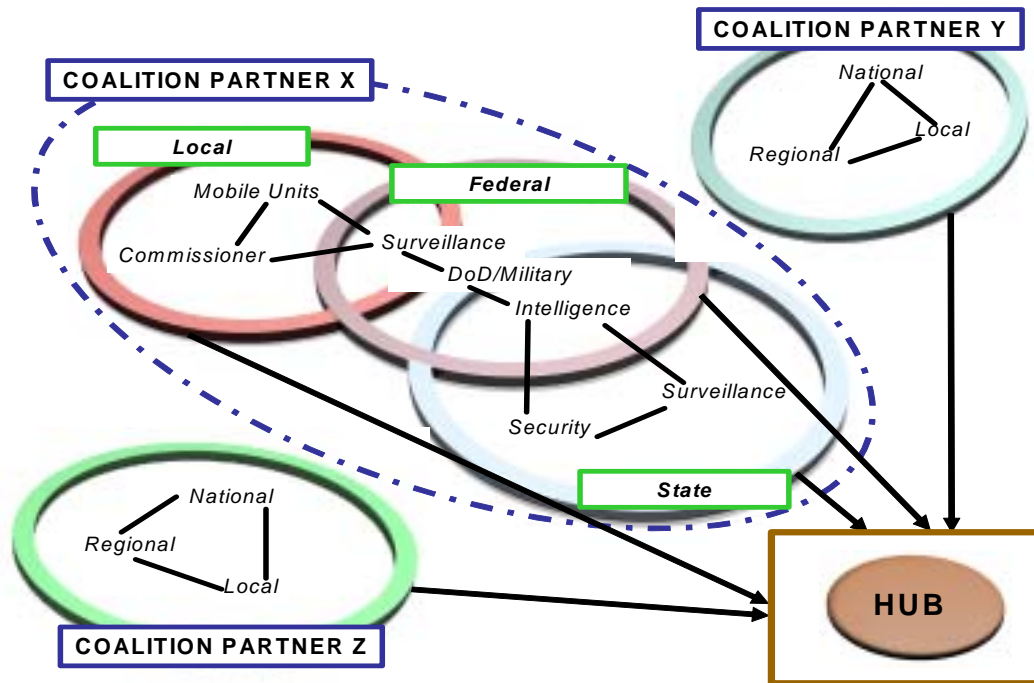 COALITION PARTNER Y
National
Local
Regional
COALITION PARTNER X
Local
Federal
Mobile Units
Commissioner
Surveillance
DoD/Military
Intelligence
Surveillance
Security
State
National
Regional
Local
COALITION PARTNER Z
HUB